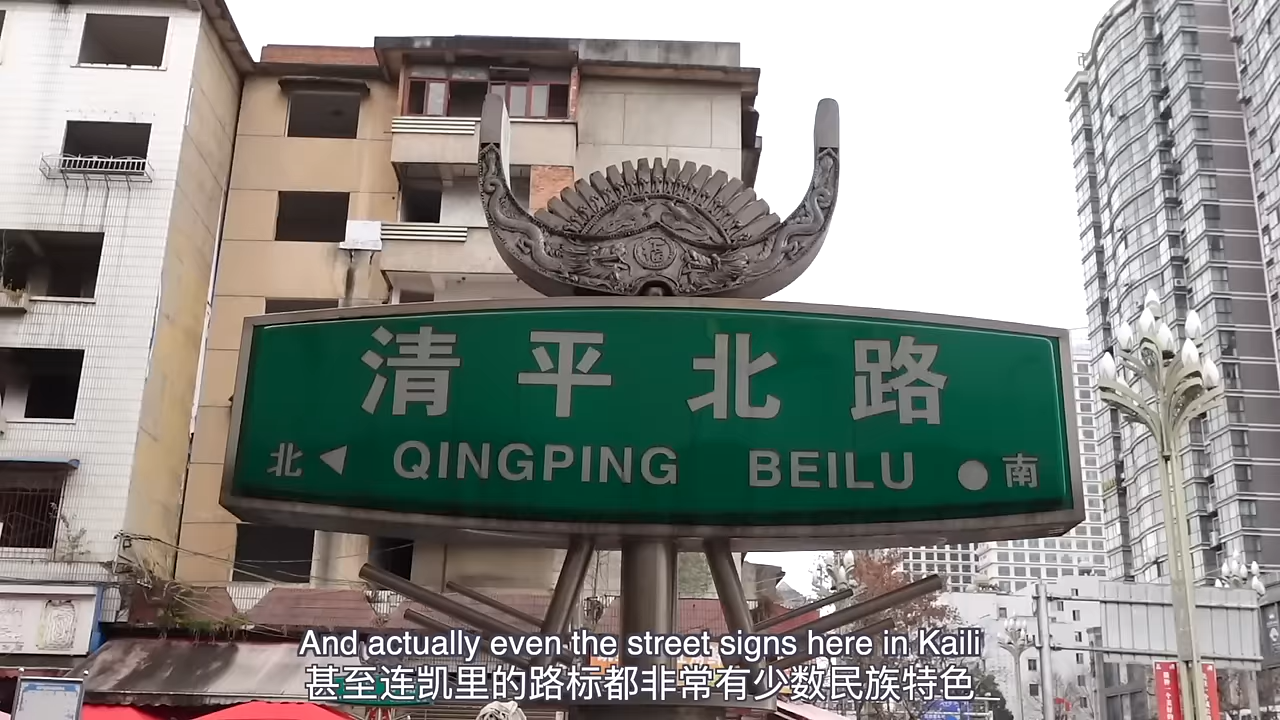 清平北路
北 ◀ QINGPING BEILU ● 南
And actually even the street signs here in Kaili
甚至连凯里的路标都非常有少数民族特色